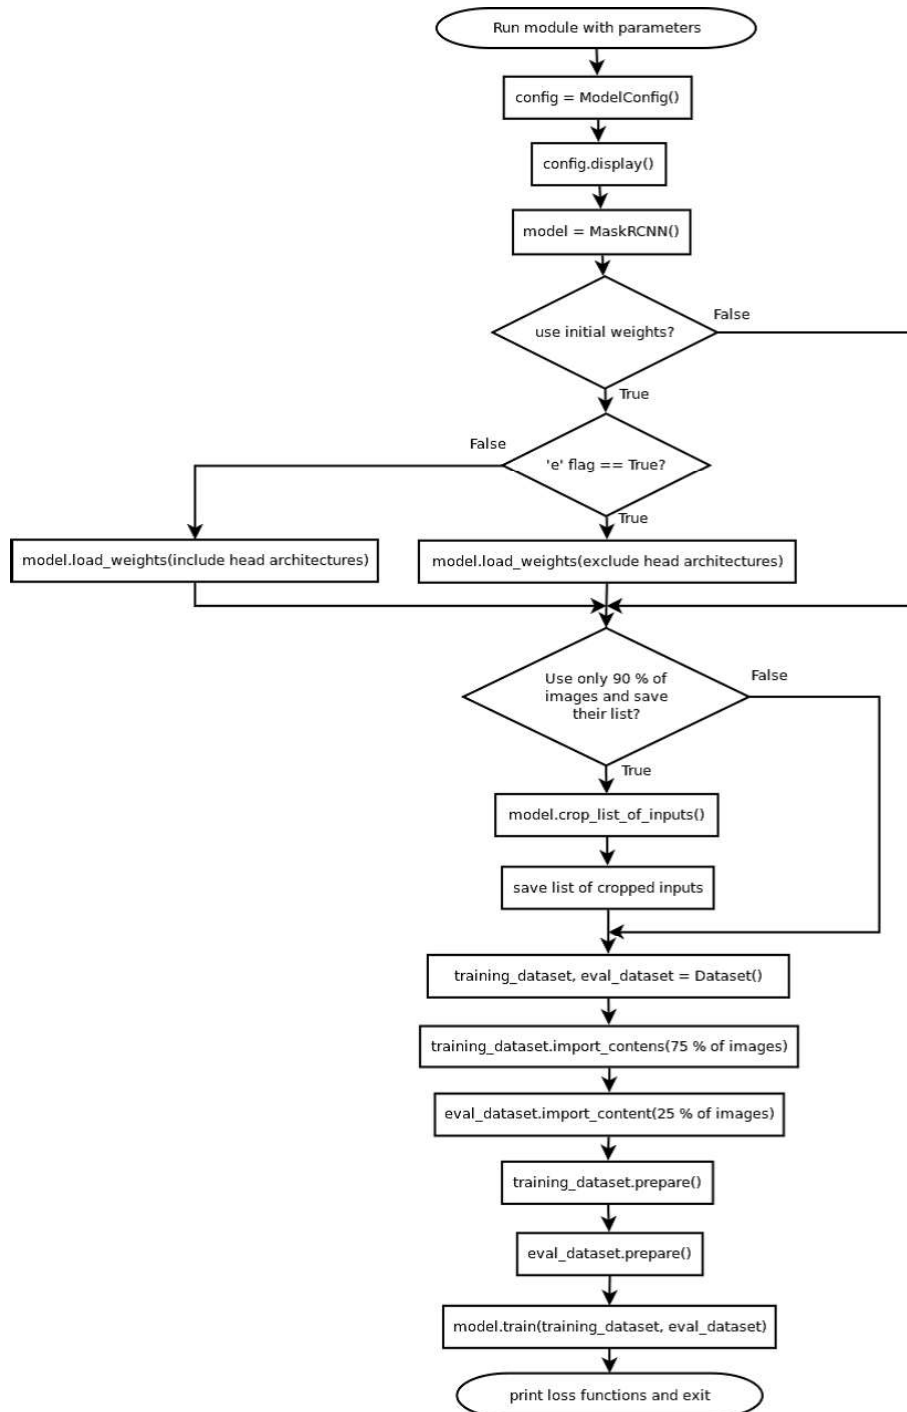 Run module with parameters
config = ModelConfig()
config.display()
model = MaskRCNN()
False
use initial weights?
True
False
'e' flag == True?
True
model.load_weights(include head architectures)
model.load_weights(exclude head architectures)
Use only 90 % of
images and save
their list?
False
True
model.crop_list_of_inputs()
save list of cropped inputs
training_dataset, eval_dataset = Dataset()
training_dataset.import_contens(75 % of images)
eval_dataset.import_content(25 % of images)
training_dataset.prepare()
eval_dataset.prepare()
model.train(training_dataset, eval_dataset)
print loss functions and exit